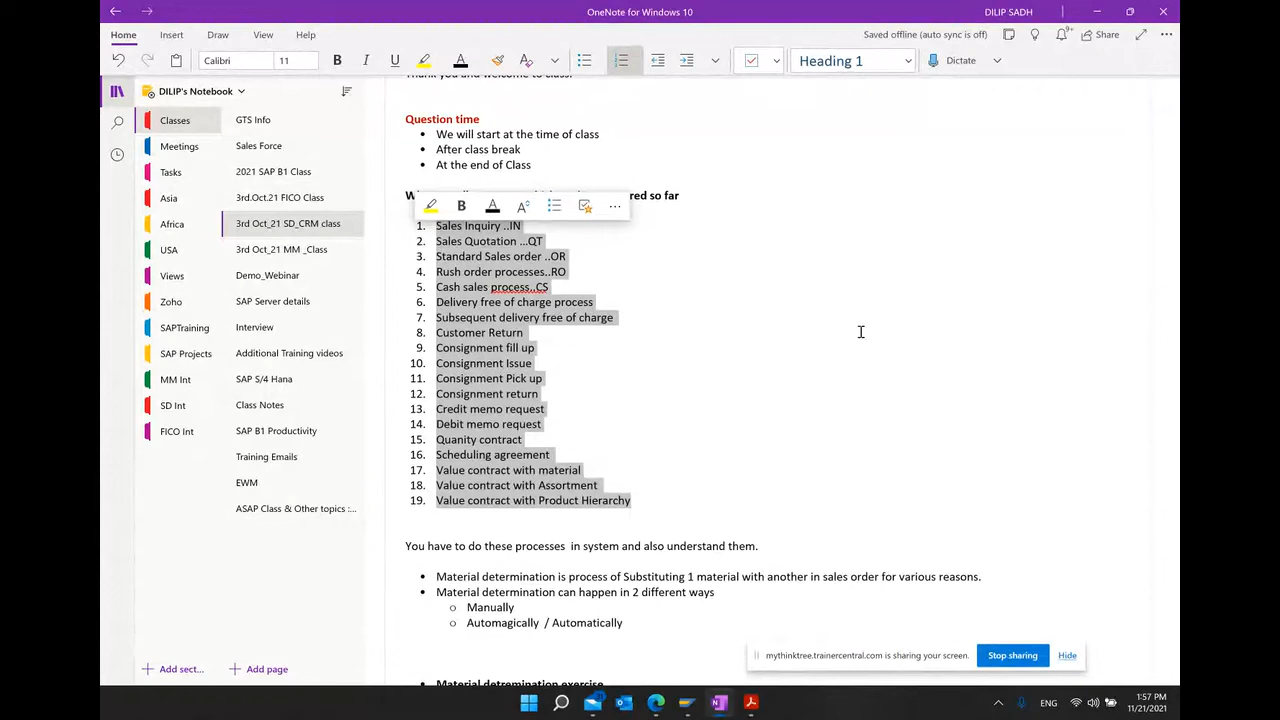 OneNote for Windows 10
DILIP SADH
Home
Insert
Draw
View
Help
Saved offline (auto sync is off)
9+
Share
Calibri
11
B
I
U
A
Heading 1
Dictate
DILIP's Notebook
Classes
Meetings
Tasks
Asia
Africa
USA
Views
Zoho
SAPTraining
SAP Projects
MM Int
SD Int
FICO Int
Add sect...
GTS Info
Sales Force
2021 SAP B1 Class
3rd.Oct.21 FICO Class
3rd Oct_21 SD_CRM class
3rd Oct_21 MM _Class
Demo_Webinar
SAP Server details
Interview
Additional Training videos
SAP S/4 Hana
Class Notes
SAP B1 Productivity
Training Emails
EWM
ASAP Class & Other topics :...
Add page
Thank you and welcome to class.
Question time
• We will start at the time of class
• After class break
• At the end of Class
red so far
B A A ...
1. Sales Inquiry ..IN
2. Sales Quotation ...QT
3. Standard Sales order ..OR
4. Rush order processes..RO
5. Cash sales process..CS
6. Delivery free of charge process
7. Subsequent delivery free of charge
8. Customer Return
9. Consignment fill up
10. Consignment Issue
11. Consignment Pick up
12. Consignment return
13. Credit memo request
14. Debit memo request
15. Quanity contract
16. Scheduling agreement
17. Value contract with material
18. Value contract with Assortment
19. Value contract with Product Hierarchy
You have to do these processes in system and also understand them.
• Material determination is process of Substituting 1 material with another in sales order for various reasons.
• Material determination can happen in 2 different ways
o Manually
o Automagically / Automatically
• Material detremination exercise
mythinktree.trainercentral.com is sharing your screen.
Stop sharing
Hide
ENG
1:57 PM
11/21/2021